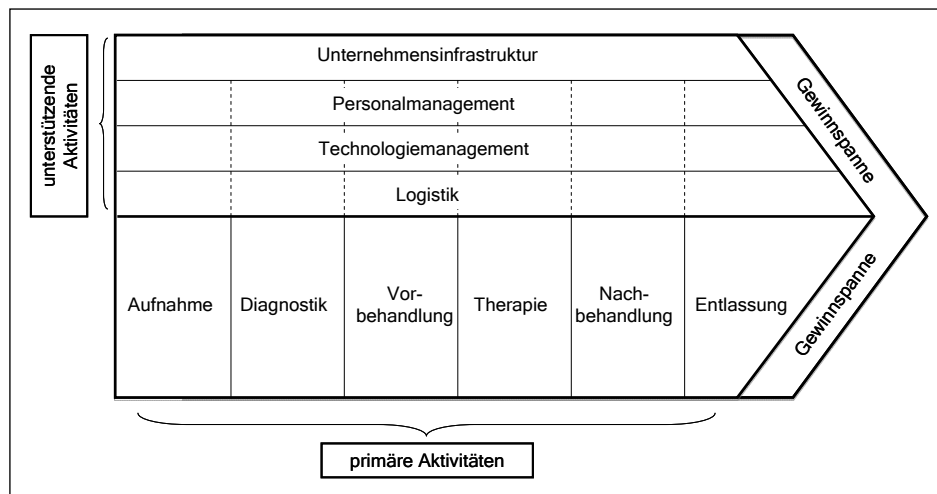 unterstützende
Aktivitäten
Unternehmensinfrastruktur
Personalmanagement
Technologiemanagement
Logistik
Gewinnspanne
Aufnahme
Diagnostik
Vor-
behandlung
Therapie
Nach-
behandlung
Entlassung
Gewinnspanne
primäre Aktivitäten